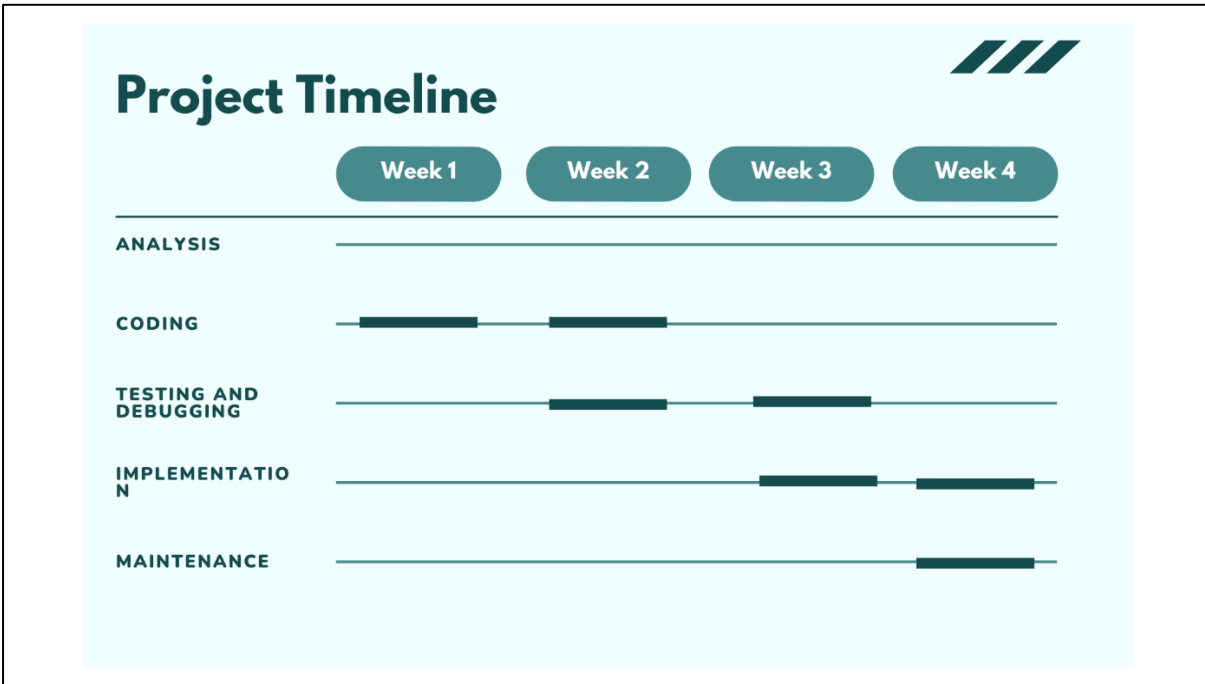 Project Timeline
Week 1 Week 2 Week 3 Week 4
ANALYSIS
CODING
TESTING AND
DEBUGGING
IMPLEMENTATIO
N
MAINTENANCE